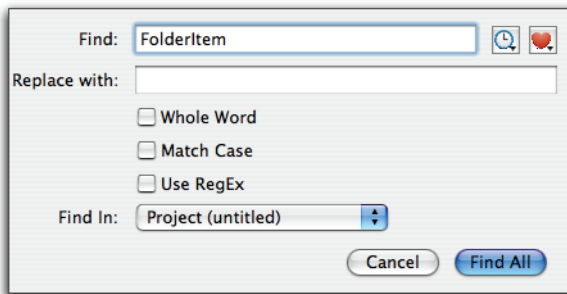 Find: FolderItem
Replace with:
Whole Word
Match Case
Use RegEx
Find In: Project (untitled)
Cancel Find All